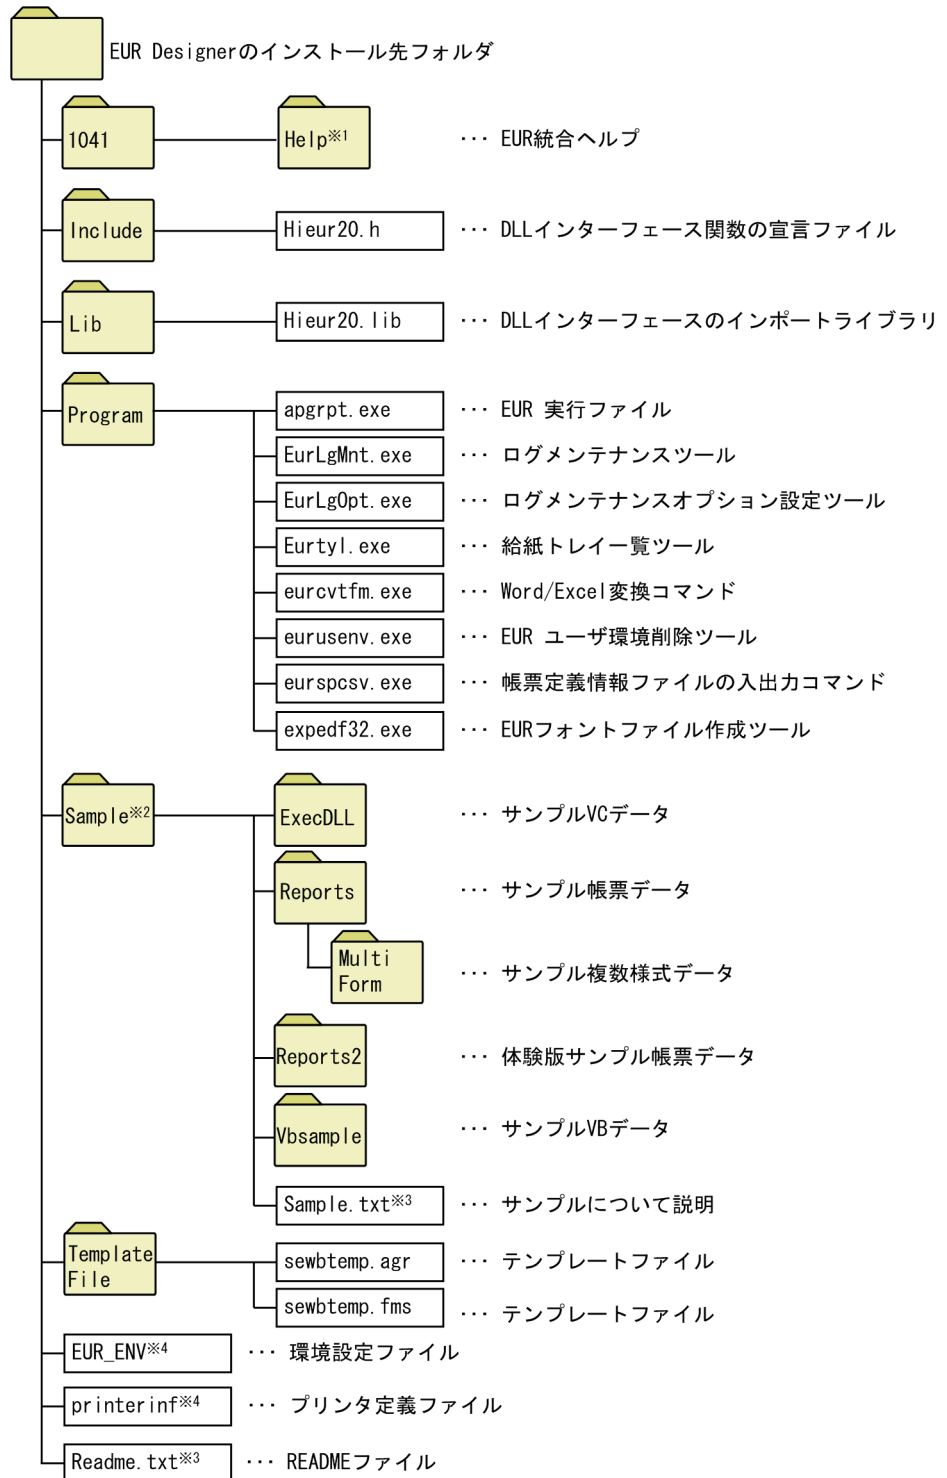 EUR Designerのインストール先フォルダ
1041
Help※1
･･･ EUR統合ヘルプ
Include
Hieur20.h
･･･ DLLインターフェース関数の宣言ファイル
Lib
Hieur20.lib
･･･ DLLインターフェースのインポートライブラリ
Program
apgrpt.exe
･･･ EUR 実行ファイル
EurLgMnt.exe
･･･ ログメンテナンスツール
EurLgOpt.exe
･･･ ログメンテナンスオプション設定ツール
Eurtyl.exe
･･･ 給紙トレイ一覧ツール
eurcvtfm.exe
･･･ Word/Excel変換コマンド
eurusenv.exe
･･･ EUR ユーザ環境削除ツール
eurspcsv.exe
･･･ 帳票定義情報ファイルの入出力コマンド
expedf32.exe
･･･ EURフォントファイル作成ツール
Sample※2
ExecDLL
･･･ サンプルVCデータ
Reports
･･･ サンプル帳票データ
Multi
Form
･･･ サンプル複数様式データ
Reports2
･･･ 体験版サンプル帳票データ
Vbsample
･･･ サンプルVBデータ
Sample.txt※3
･･･ サンプルについて説明
Template
File
sewbtemp.agr
･･･ テンプレートファイル
sewbtemp.fms
･･･ テンプレートファイル
EUR_ENV※4
･･･ 環境設定ファイル
printerinf※4
･･･ プリンタ定義ファイル
Readme.txt※3
･･･ READMEファイル